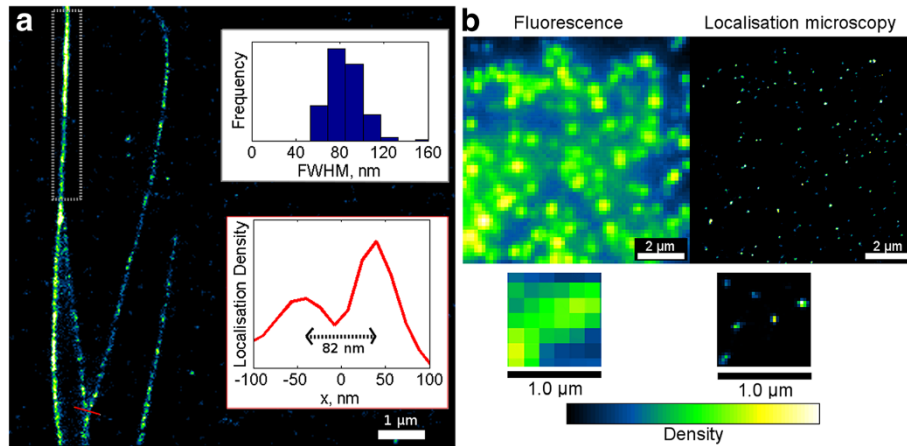 a
Frequency
0 40 80 120 160
FWHM, nm
Localisation Density
82 nm
-100 -50 0 50 100
x, nm
1 µm
b
Fluorescence
Localisation microscopy
2 µm
2 µm
1.0 µm
1.0 µm
Density